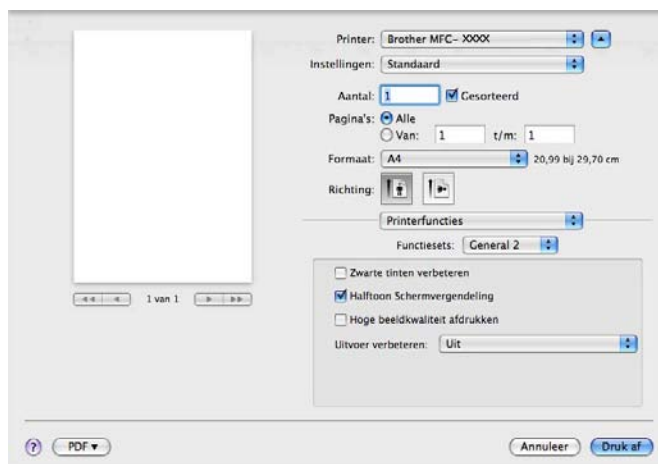 Printer: Brother MFC- XXXX
Instellingen: Standaard
Aantal: 1 Gesorteerd
Pagina's: Alle
Van: 1 t/m: 1
Formaat: A4 20,99 bij 29,70 cm
Richting:
Printerfuncties
Functiesets: General 2
Zwarte tinten verbeteren
Halftoon Schermvergendeling
Hoge beeldkwaliteit afdrukken
Uitvoer verbeteren: Uit
1 van 1
? PDF Annuleer Druk af